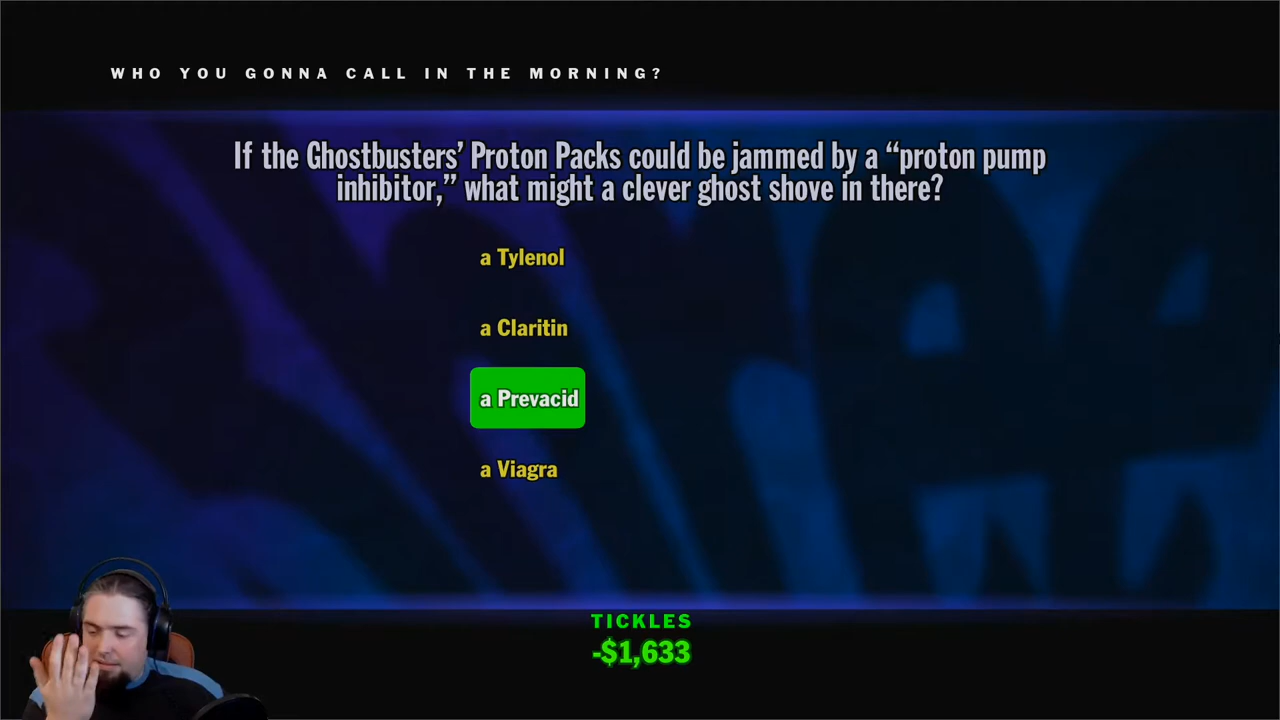 WHO YOU GONNA CALL IN THE MORNING?
If the Ghostbusters’ Proton Packs could be jammed by a “proton pump
inhibitor,” what might a clever ghost shove in there?
a Tylenol
a Claritin
a Prevacid
a Viagra
TICKLES
-$1,633